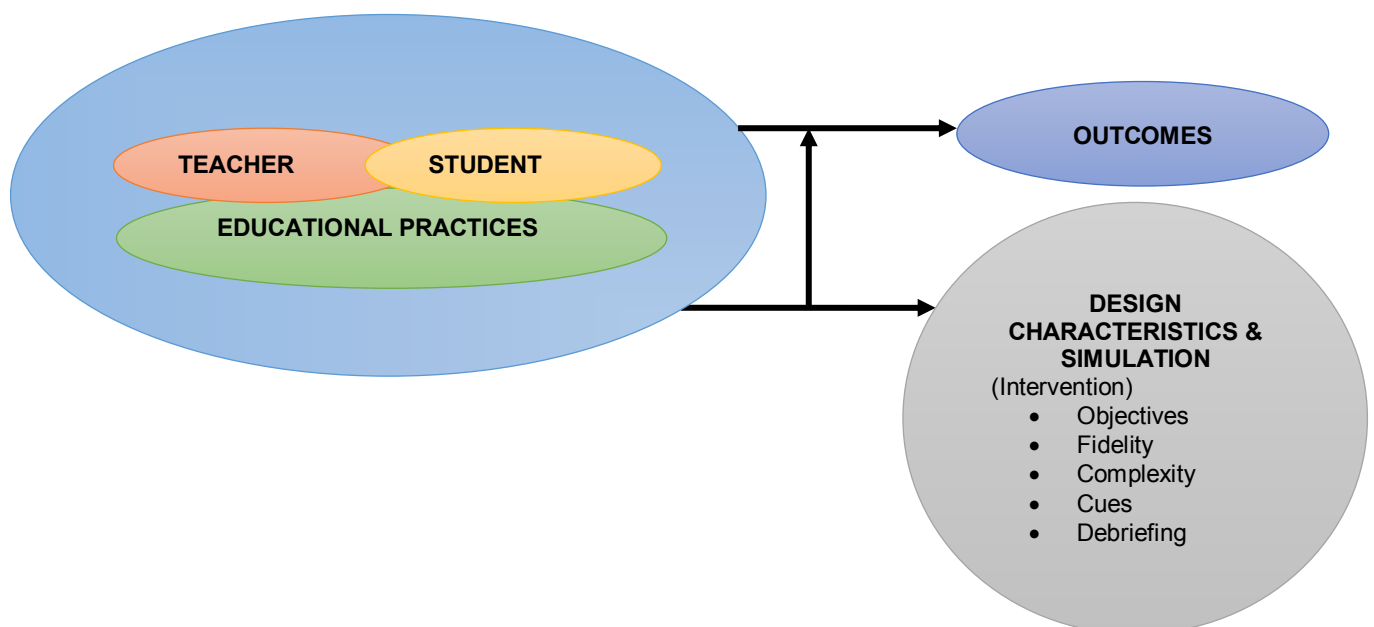 TEACHER
STUDENT
EDUCATIONAL PRACTICES
OUTCOMES
DESIGN
CHARACTERISTICS &
SIMULATION
(Intervention)
• Objectives
• Fidelity
• Complexity
• Cues
• Debriefing